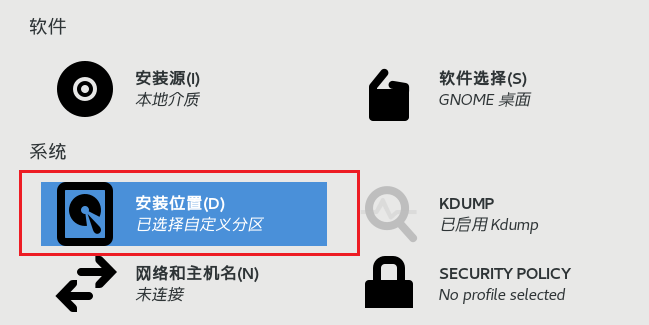 软件
安装源(I)
本地介质
软件选择(S)
GNOME 桌面
系统
安装位置(D)
已选择自定义分区
KDUMP
已启用 Kdump
网络和主机名(N)
未连接
SECURITY POLICY
No profile selected